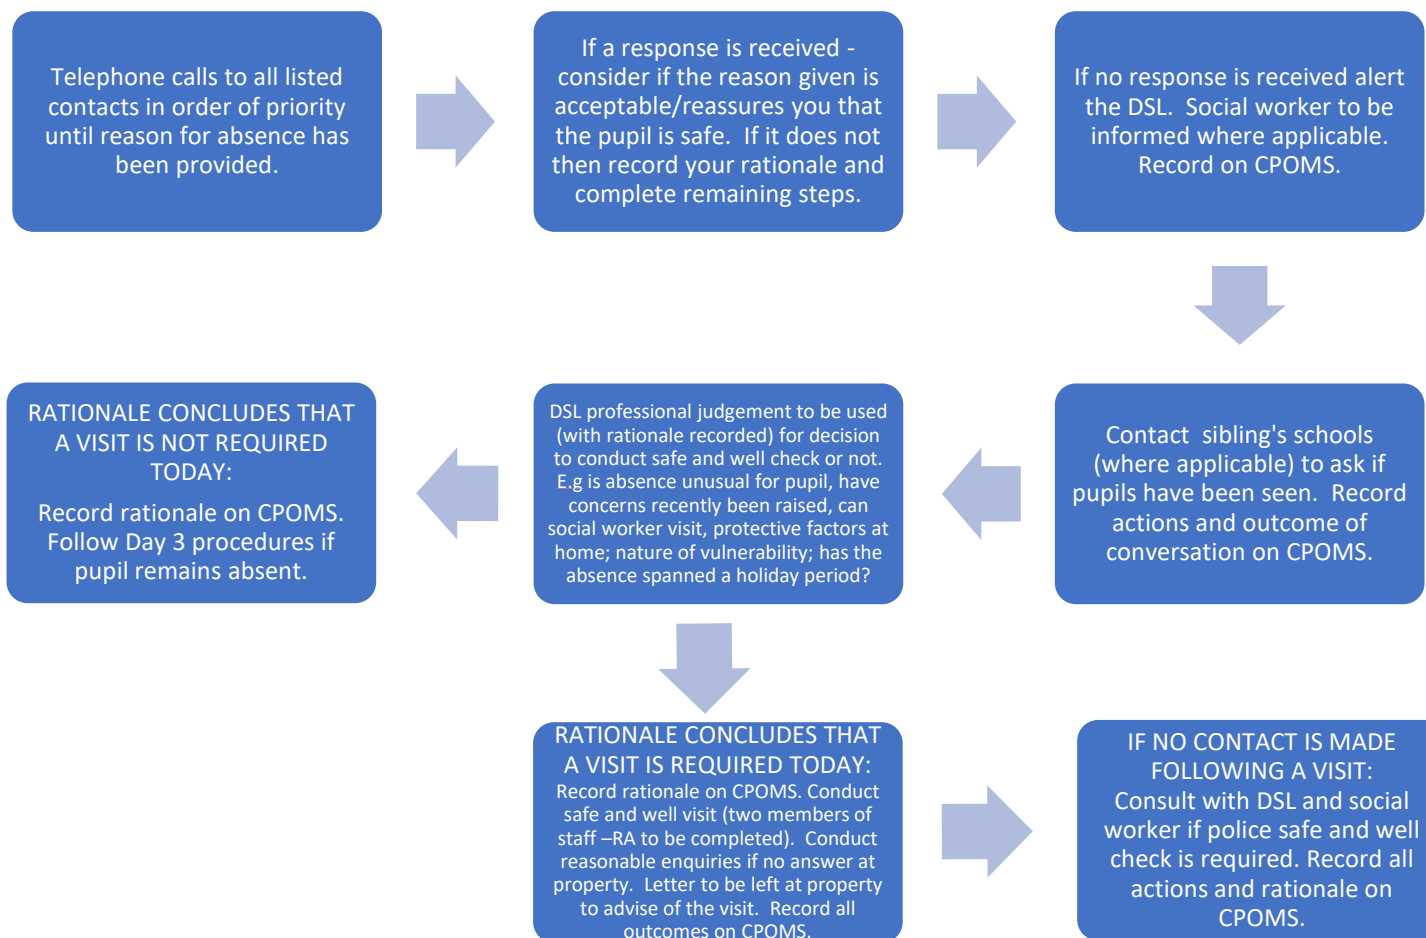 Telephone calls to all listed
contacts in order of priority
until reason for absence has
been provided.
If a response is received -
consider if the reason given is
acceptable/reassures you that
the pupil is safe.  If it does not
then record your rationale and
complete remaining steps.
If no response is received alert
the DSL.  Social worker to be
informed where applicable.
Record on CPOMS.
Contact  sibling's schools
(where applicable) to ask if
pupils have been seen.  Record
actions and outcome of
conversation on CPOMS.
DSL professional judgement to be used
(with rationale recorded) for decision
to conduct safe and well check or not.
E.g is absence unusual for pupil, have
concerns recently been raised, can
social worker visit, protective factors at
home; nature of vulnerability; has the
absence spanned a holiday period?
RATIONALE CONCLUDES THAT
A VISIT IS NOT REQUIRED
TODAY:
Record rationale on CPOMS.
Follow Day 3 procedures if
pupil remains absent.
RATIONALE CONCLUDES THAT
A VISIT IS REQUIRED TODAY:
Record rationale on CPOMS. Conduct
safe and well visit (two members of
staff –RA to be completed).  Conduct
reasonable enquiries if no answer at
property.  Letter to be left at property
to advise of the visit.  Record all
outcomes on CPOMS.
IF NO CONTACT IS MADE
FOLLOWING A VISIT:
Consult with DSL and social
worker if police safe and well
check is required. Record all
actions and rationale on
CPOMS.